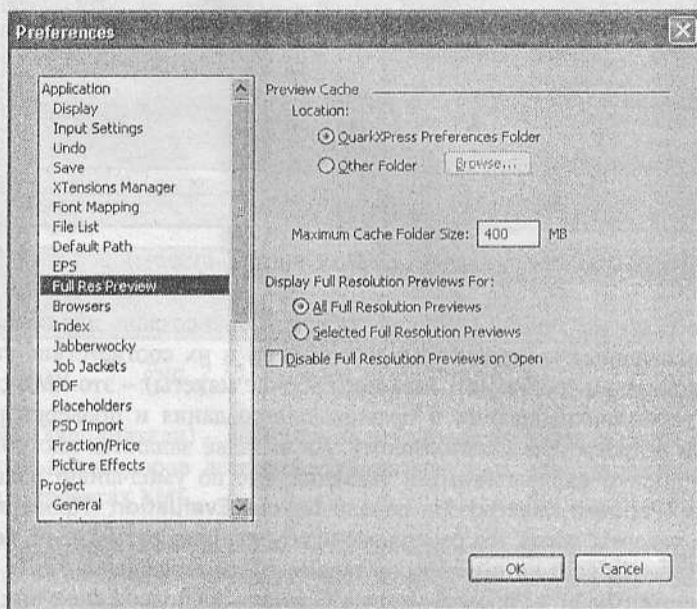 Preferences
Application
Display
Input Settings
Undo
Save
XTensions Manager
Font Mapping
File List
Default Path
EPS
Full Res Preview
Browsers
Index
Jabberwocky
Job Jackets
PDF
Placeholders
PSD Import
Fraction/Price
Picture Effects
Project
General
Preview Cache
Location:
QuarkXPress Preferences Folder
Other Folder
Browse...
Maximum Cache Folder Size: 400 MB
Display Full Resolution Previews For:
All Full Resolution Previews
Selected Full Resolution Previews
Disable Full Resolution Previews on Open
OK
Cancel